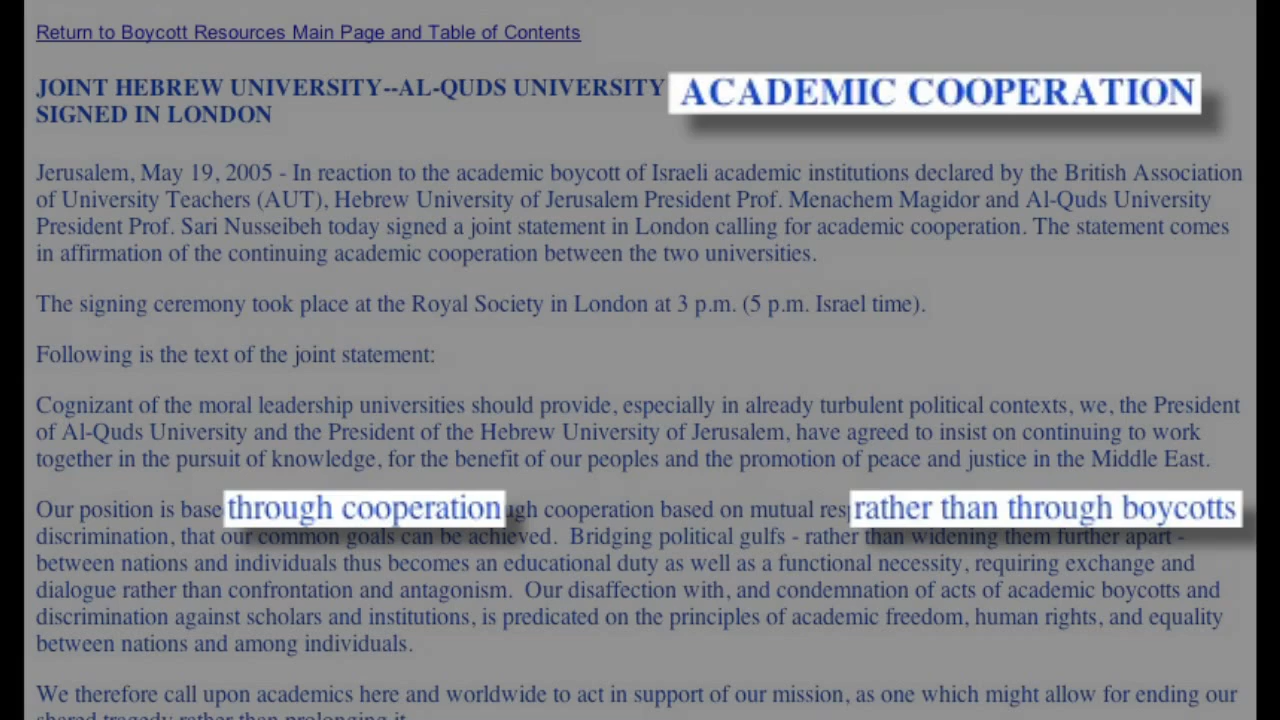 Return to Boycott Resources Main Page and Table of Contents
JOINT HEBREW UNIVERSITY--AL-QUDS UNIVERSITY ACADEMIC COOPERATION
SIGNED IN LONDON
Jerusalem, May 19, 2005 - In reaction to the academic boycott of Israeli academic institutions declared by the British Association
of University Teachers (AUT), Hebrew University of Jerusalem President Prof. Menachem Magidor and Al-Quds University
President Prof. Sari Nusseibeh today signed a joint statement in London calling for academic cooperation. The statement comes
in affirmation of the continuing academic cooperation between the two universities.
The signing ceremony took place at the Royal Society in London at 3 p.m. (5 p.m. Israel time).
Following is the text of the joint statement:
Cognizant of the moral leadership universities should provide, especially in already turbulent political contexts, we, the President
of Al-Quds University and the President of the Hebrew University of Jerusalem, have agreed to insist on continuing to work
together in the pursuit of knowledge, for the benefit of our peoples and the promotion of peace and justice in the Middle East.
Our position is base through cooperation ugh cooperation based on mutual res rather than through boycotts
discrimination, that our common goals can be achieved. Bridging political gulfs - rather than widening them further apart -
between nations and individuals thus becomes an educational duty as well as a functional necessity, requiring exchange and
dialogue rather than confrontation and antagonism. Our disaffection with, and condemnation of acts of academic boycotts and
discrimination against scholars and institutions, is predicated on the principles of academic freedom, human rights, and equality
between nations and among individuals.
We therefore call upon academics here and worldwide to act in support of our mission, as one which might allow for ending our
shared tragedy rather than prolonging it